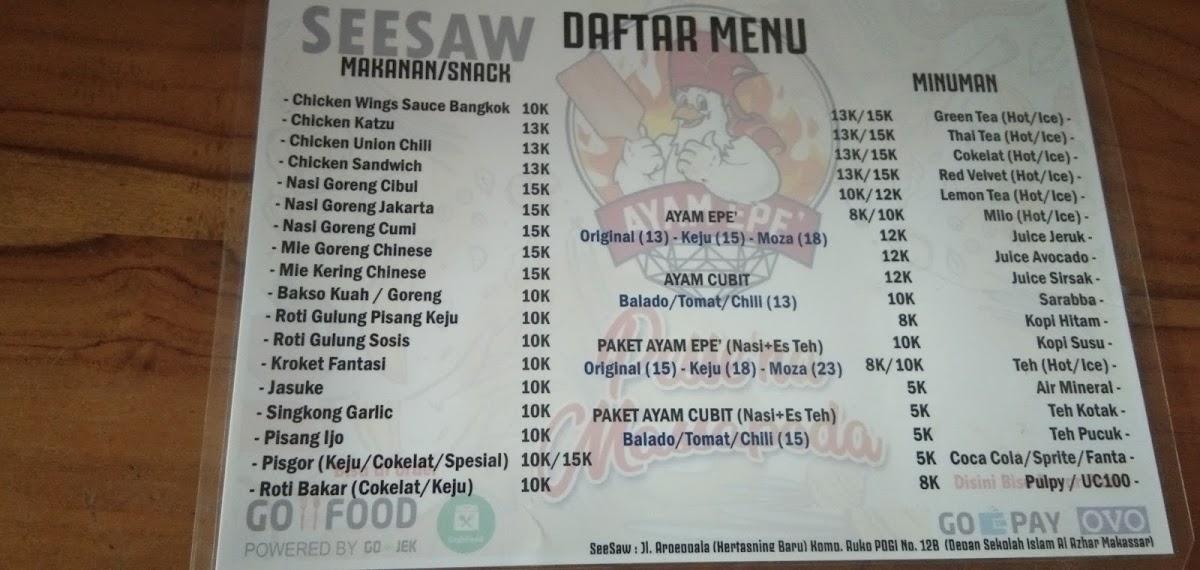 SEESAW DAFTAR MENU
MAKANAN/SNACK
- Chicken Wings Sauce Bangkok 10K
- Chicken Katzu 13K
- Chicken Union Chili 13K
- Chicken Sandwich 13K
- Nasi Goreng Cibul 15K
- Nasi Goreng Jakarta 15K
- Nasi Goreng Cumi 15K
- Mie Goreng Chinese 15K
- Mie Kering Chinese 15K
- Bakso Kuah / Goreng 10K
- Roti Gulung Pisang Keju 10K
- Roti Gulung Sosis 10K
- Kroket Fantasi 10K
- Jasuke 10K
- Singkong Garlic 10K
- Pisang Ijo 10K
- Pisgor (Keju/Cokelat/Spesial) 10K/15K
- Roti Bakar (Cokelat/Keju) 10K
AYAM EPE'
AYAM EPE'
Original (13) - Keju (15) - Moza (18)
AYAM CUBIT
Balado/Tomat/Chili (13)
PAKET AYAM EPE' (Nasi+Es Teh)
Original (15) - Keju (18) - Moza (23)
PAKET AYAM CUBIT (Nasi+Es Teh)
Balado/Tomat/Chili (15)
MINUMAN
13K/15K Green Tea (Hot/Ice) -
13K/15K Thai Tea (Hot/Ice) -
13K/15K Cokelat (Hot/Ice) -
13K/15K Red Velvet (Hot/Ice) -
10K/12K Lemon Tea (Hot/Ice) -
8K/10K Milo (Hot/Ice) -
12K Juice Jeruk -
12K Juice Avocado -
12K Juice Sirsak -
10K Sarabba -
8K Kopi Hitam -
10K Kopi Susu -
8K/10K Teh (Hot/Ice) -
5K Air Mineral -
5K Teh Kotak -
5K Teh Pucuk -
5K Coca Cola/Sprite/Fanta -
8K Pulpy / UC100 -
Disini
GO FOOD
POWERED BY GO-JEK
GrabFood
GO PAY OVO
SeeSaw : Jl. Aroepala (Hertasning Baru) Komp. Ruko POGI No. 12B (Depan Sekolah Islam Al Azhar Makassar)